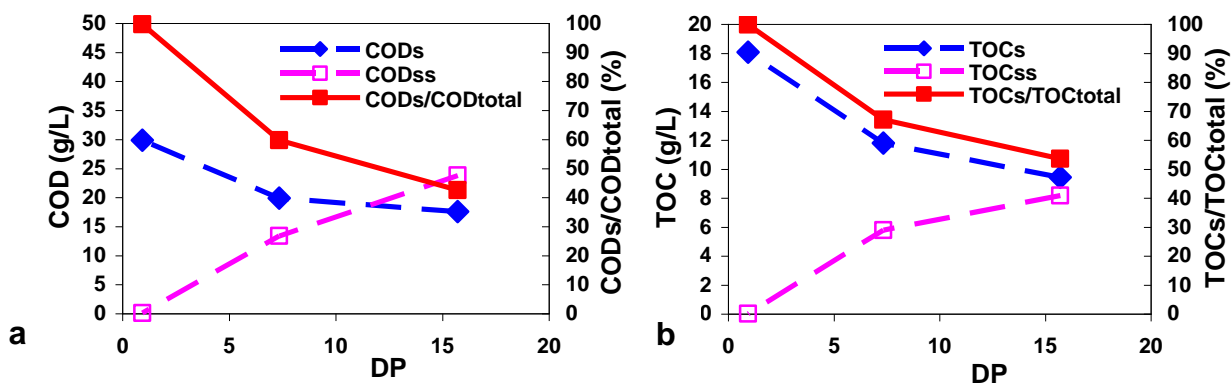 COD (g/L)
50
45
40
35
30
25
20
15
10
5
0
CODs
CODss
CODs/CODtotal
100
90
80
70
60
50
40
30
20
10
0
CODs/CODtotal (%)
0 5 10 15 20
DP
a
TOC (g/L)
20
18
16
14
12
10
8
6
4
2
0
TOCs
TOCss
TOCs/TOCtotal
100
90
80
70
60
50
40
30
20
10
0
TOCs/TOCtotal (%)
0 5 10 15 20
DP
b